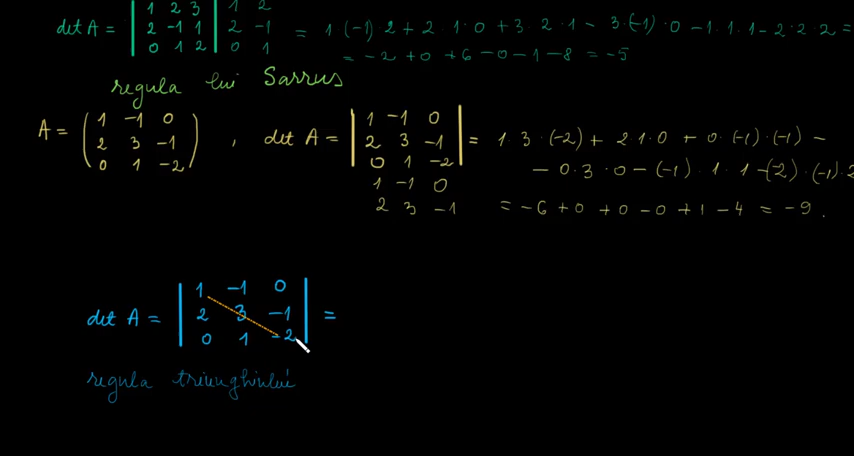 det A = | 1 2 3 | 1 2
| 2 -1 1 | 2 -1 = 1 (-1) 2 + 2 · 1 · 0 + 3 · 2 · 1 - 3·(-1) · 0 - 1 · 1 · 1 - 2 · 2 · 2 =
| 0 1 2 | 0 1 = -2 + 0 + 6 - 0 - 1 - 8 = -5
regula lui Sarrus
A = ( 1 -1 0 ) , det A = | 1 -1 0 |
( 2 3 -1 ) | 2 3 -1 | = 1 · 3 · (-2) + 2 1 · 0 + 0 · (-1) · (-1) -
( 0 1 -2 ) | 0 1 -2 | - 0 · 3 · 0 - (-1) · 1 · 1 - (-2) · (-1) · 2
1 -1 0
2 3 -1 = -6 + 0 + 0 - 0 + 1 - 4 = -9 .
det A = | 1 -1 0 |
| 2 3 -1 | =
| 0 1 -2 |
regula triunghiului